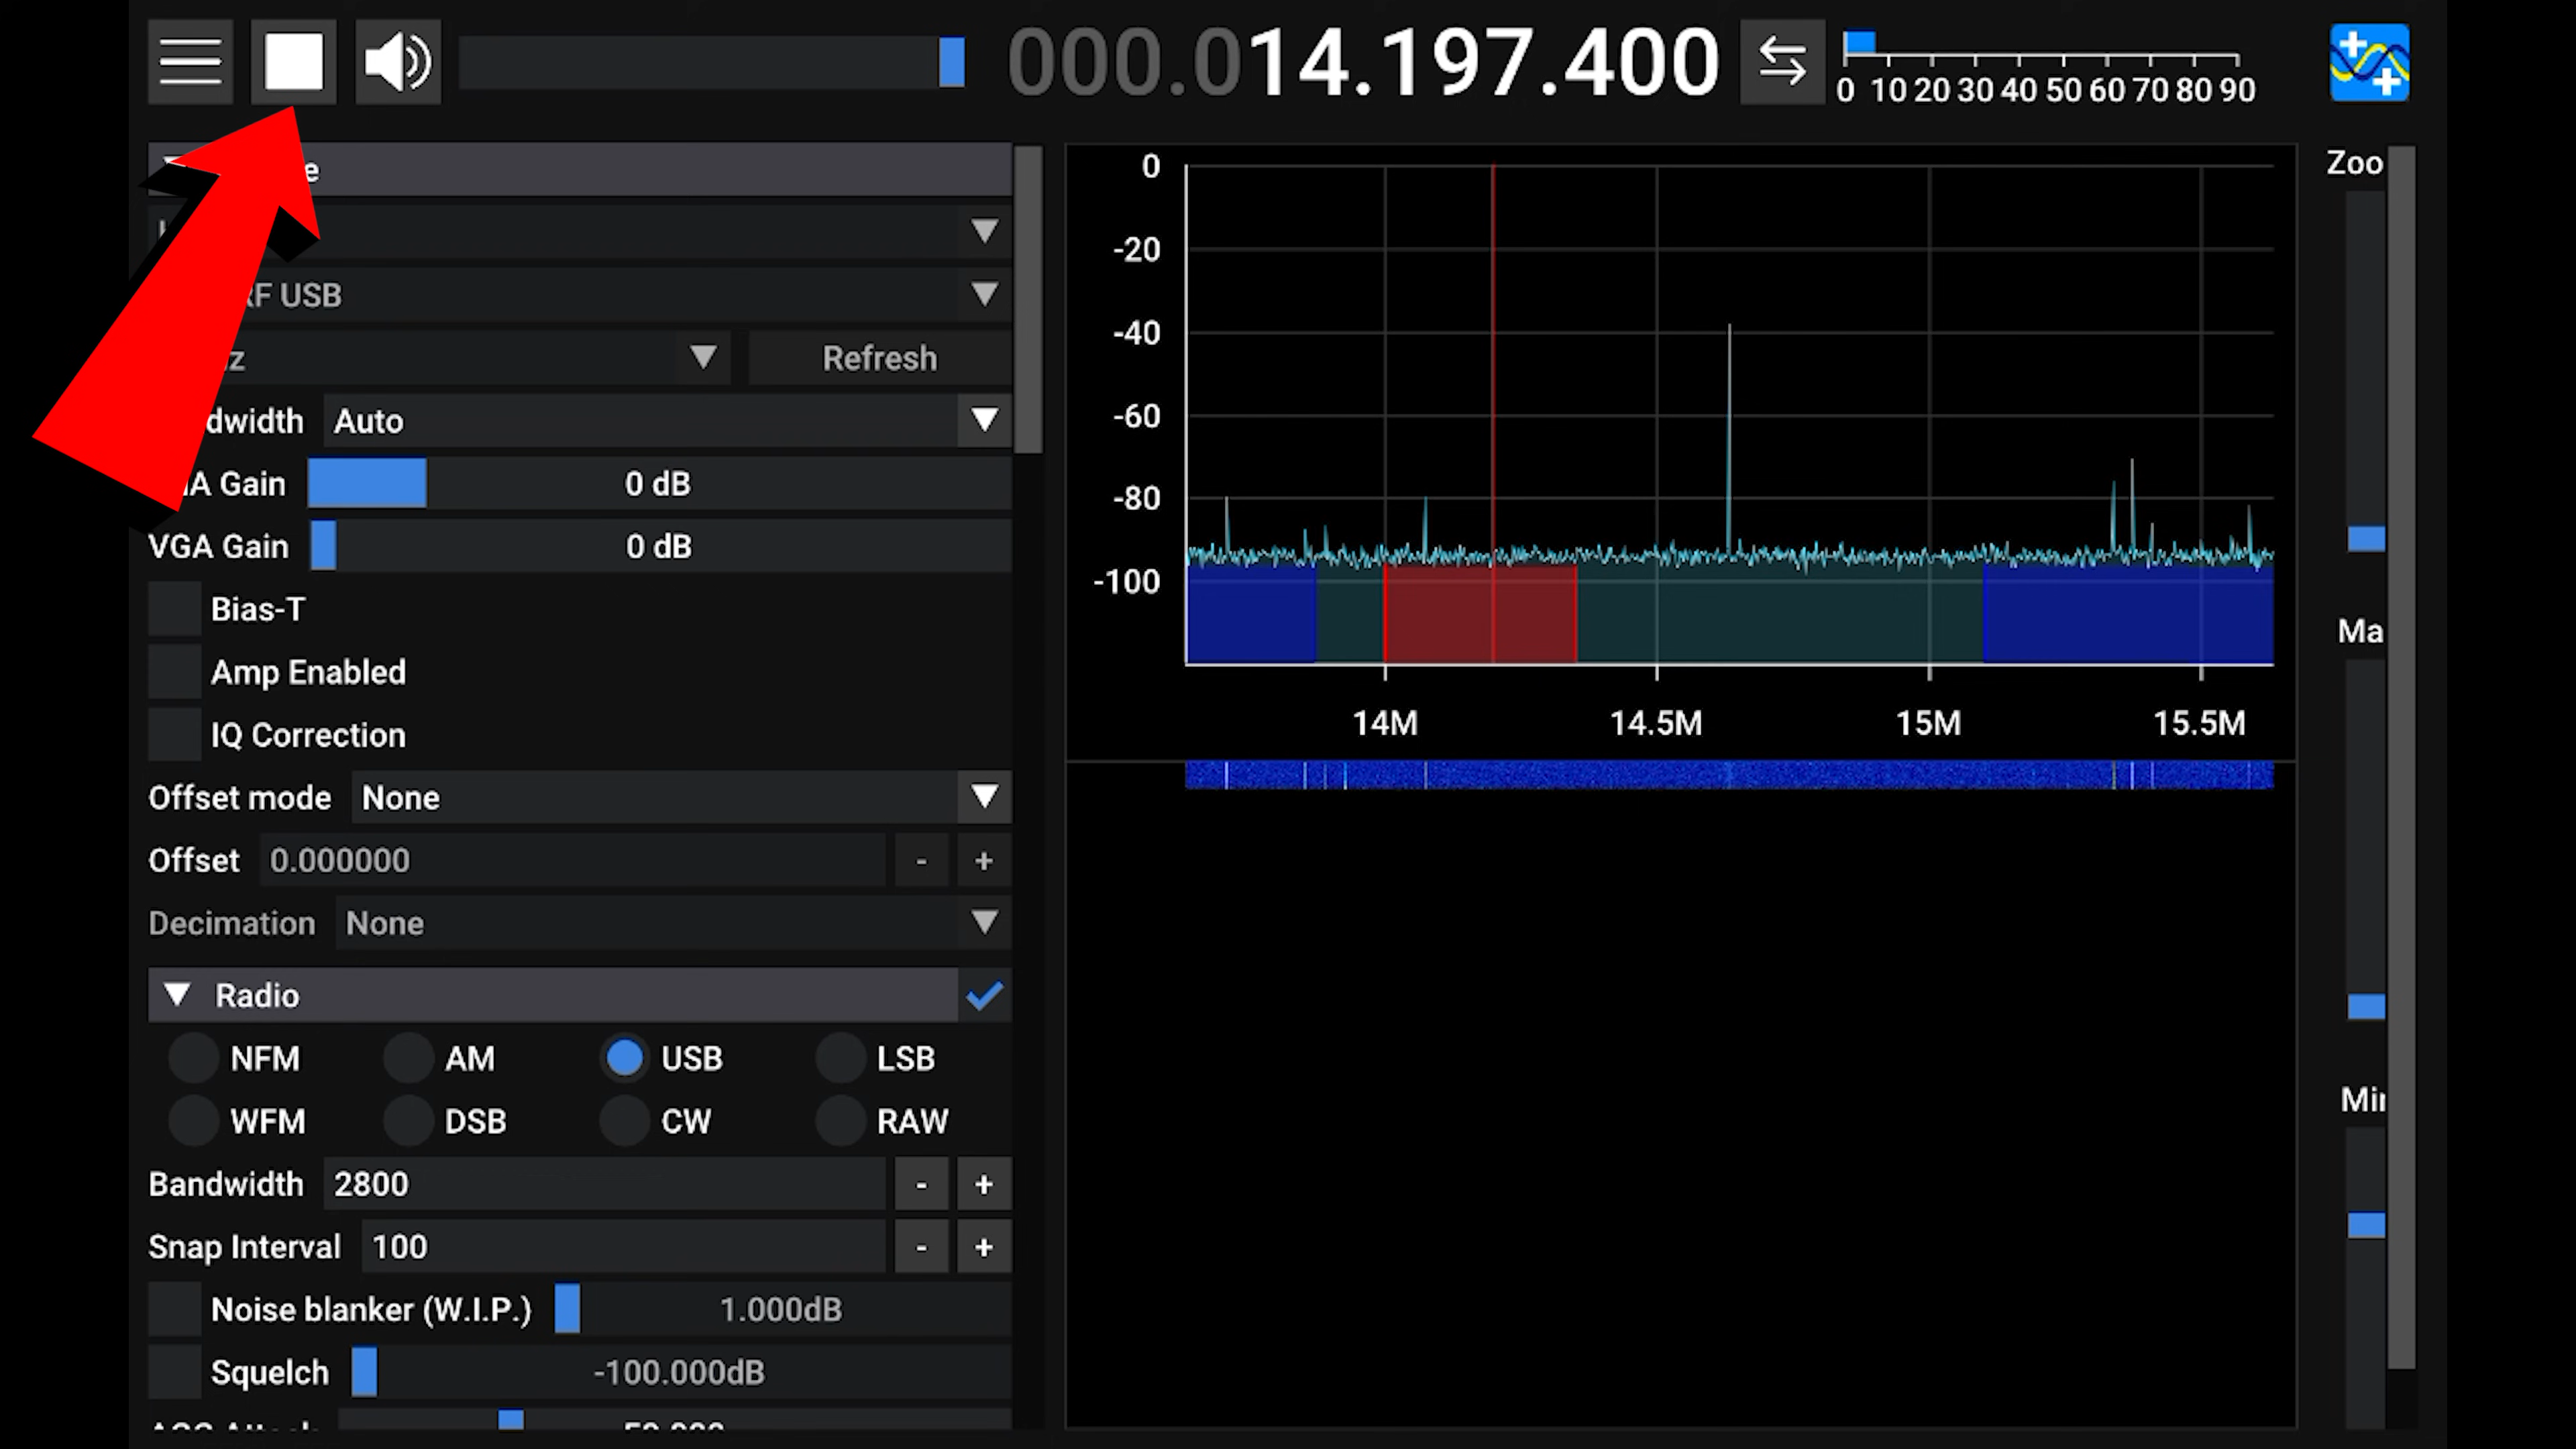 000.014.197.400
0 10 20 30 40 50 60 70 80 90
RF USB
Refresh
Auto
Gain 0 dB
VGA Gain 0 dB
Bias-T
Amp Enabled
IQ Correction
Offset mode None
Offset 0.000000 - +
Decimation None
Radio
NFM AM USB LSB
WFM DSB CW RAW
Bandwidth 2800 - +
Snap Interval 100 - +
Noise blanker (W.I.P.) 1.000dB
Squelch -100.000dB
0
-20
-40
-60
-80
-100
14M 14.5M 15M 15.5M
Zoo
Ma